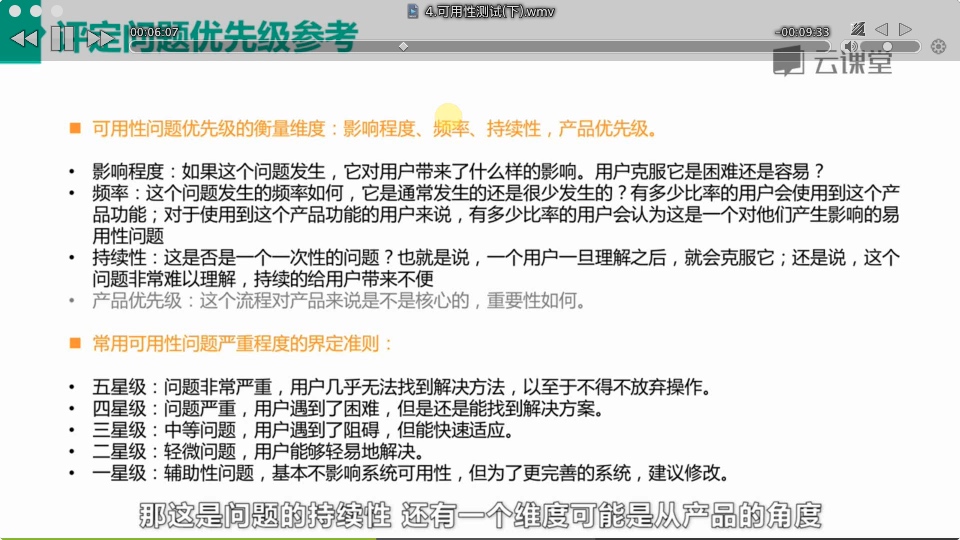 4.可用性测试(下).wmv
00:06:07
-00:09:33
评定问题优先级参考
云课堂
■ 可用性问题优先级的衡量维度：影响程度、频率、持续性，产品优先级。
• 影响程度：如果这个问题发生，它对用户带来了什么样的影响。用户克服它是困难还是容易？
• 频率：这个问题发生的频率如何，它是通常发生的还是很少发生的？有多少比率的用户会使用到这个产
品功能；对于使用到这个产品功能的用户来说，有多少比率的用户会认为这是一个对他们产生影响的易
用性问题
• 持续性：这是否是一个一次性的问题？也就是说，一个用户一旦理解之后，就会克服它；还是说，这个
问题非常难以理解，持续的给用户带来不便
• 产品优先级：这个流程对产品来说是不是核心的，重要性如何。
■ 常用可用性问题严重程度的界定准则：
• 五星级：问题非常严重，用户几乎无法找到解决方法，以至于不得不放弃操作。
• 四星级：问题严重，用户遇到了困难，但是还是能找到解决方案。
• 三星级：中等问题，用户遇到了阻碍，但能快速适应。
• 二星级：轻微问题，用户能够轻易地解决。
• 一星级：辅助性问题，基本不影响系统可用性，但为了更完善的系统，建议修改。
那这是问题的持续性 还有一个维度可能是从产品的角度